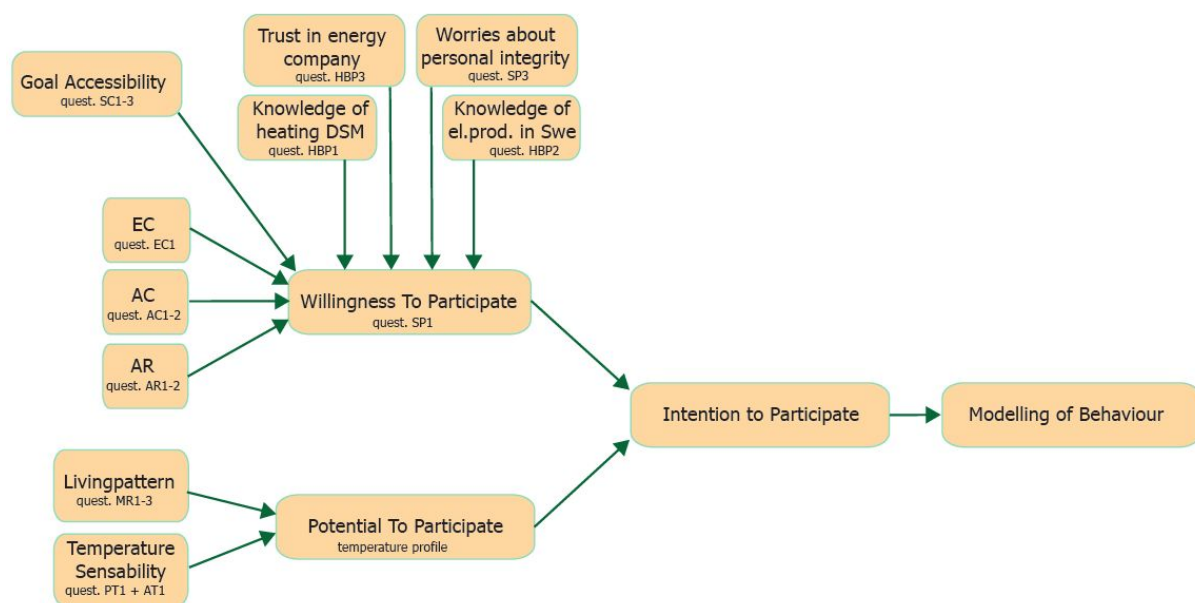 Trust in energy
company
quest. HBP3
Worries about
personal integrity
quest. SP3
Goal Accessibility
quest. SC1-3
Knowledge of
heating DSM
quest. HBP1
Knowledge of
el.prod. in Swe
quest. HBP2
EC
quest. EC1
AC
quest. AC1-2
AR
quest. AR1-2
Willingness To Participate
quest. SP1
Intention to Participate
Modelling of Behaviour
Livingpattern
quest. MR1-3
Temperature
Sensability
quest. PT1 + AT1
Potential To Participate
temperature profile